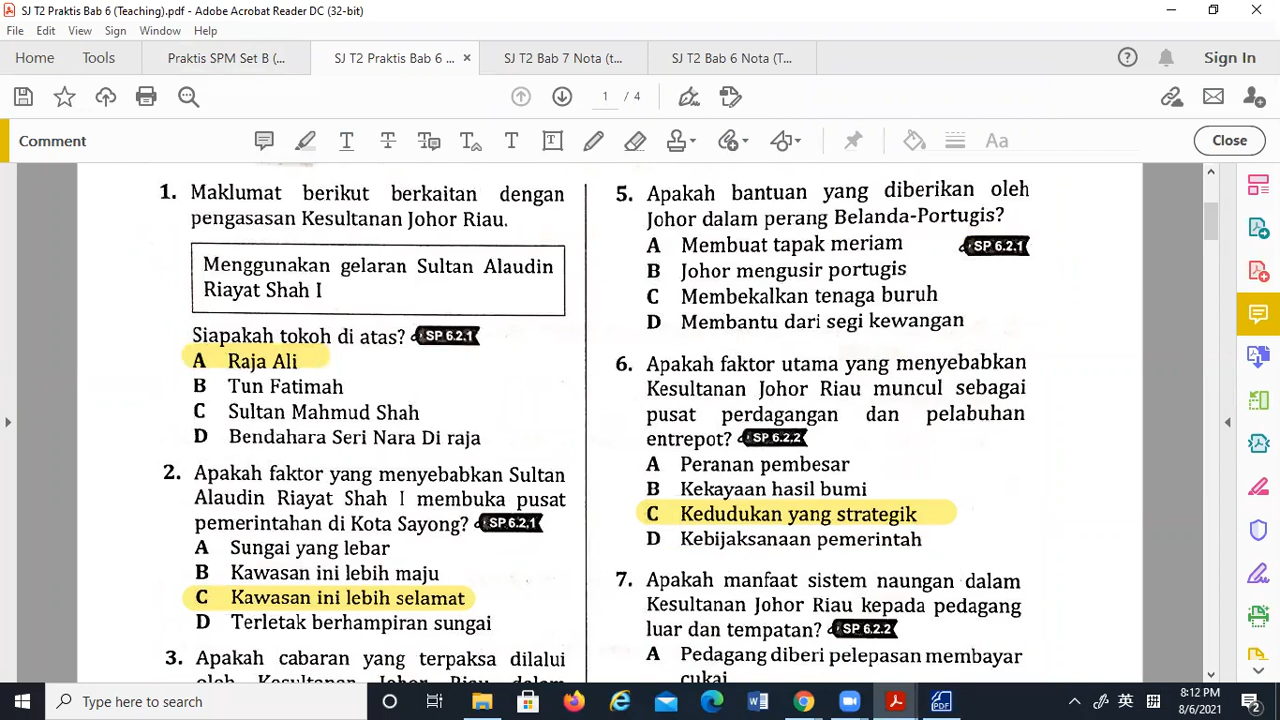 SJ T2 Praktis Bab 6 (Teaching).pdf - Adobe Acrobat Reader DC (32-bit)
File Edit View Sign Window Help
Home Tools Praktis SPM Set B (... SJ T2 Praktis Bab 6 ... × SJ T2 Bab 7 Nota (t... SJ T2 Bab 6 Nota (T... Sign In
1 / 4
Comment Close
1. Maklumat berikut berkaitan dengan
pengasasan Kesultanan Johor Riau.
Menggunakan gelaran Sultan Alaudin
Riayat Shah I
Siapakah tokoh di atas? SP 6.2.1
A Raja Ali
B Tun Fatimah
C Sultan Mahmud Shah
D Bendahara Seri Nara Di raja
2. Apakah faktor yang menyebabkan Sultan
Alaudin Riayat Shah I membuka pusat
pemerintahan di Kota Sayong? SP 6.2.1
A Sungai yang lebar
B Kawasan ini lebih maju
C Kawasan ini lebih selamat
D Terletak berhampiran sungai
3. Apakah cabaran yang terpaksa dilalui
oleh Kesultanan Johor Riau dalam
5. Apakah bantuan yang diberikan oleh
Johor dalam perang Belanda-Portugis?
A Membuat tapak meriam SP 6.2.1
B Johor mengusir portugis
C Membekalkan tenaga buruh
D Membantu dari segi kewangan
6. Apakah faktor utama yang menyebabkan
Kesultanan Johor Riau muncul sebagai
pusat perdagangan dan pelabuhan
entrepot? SP 6.2.2
A Peranan pembesar
B Kekayaan hasil bumi
C Kedudukan yang strategik
D Kebijaksanaan pemerintah
7. Apakah manfaat sistem naungan dalam
Kesultanan Johor Riau kepada pedagang
luar dan tempatan? SP 6.2.2
A Pedagang diberi pelepasan membayar
cukai
Type here to search
英
8:12 PM
8/6/2021
2